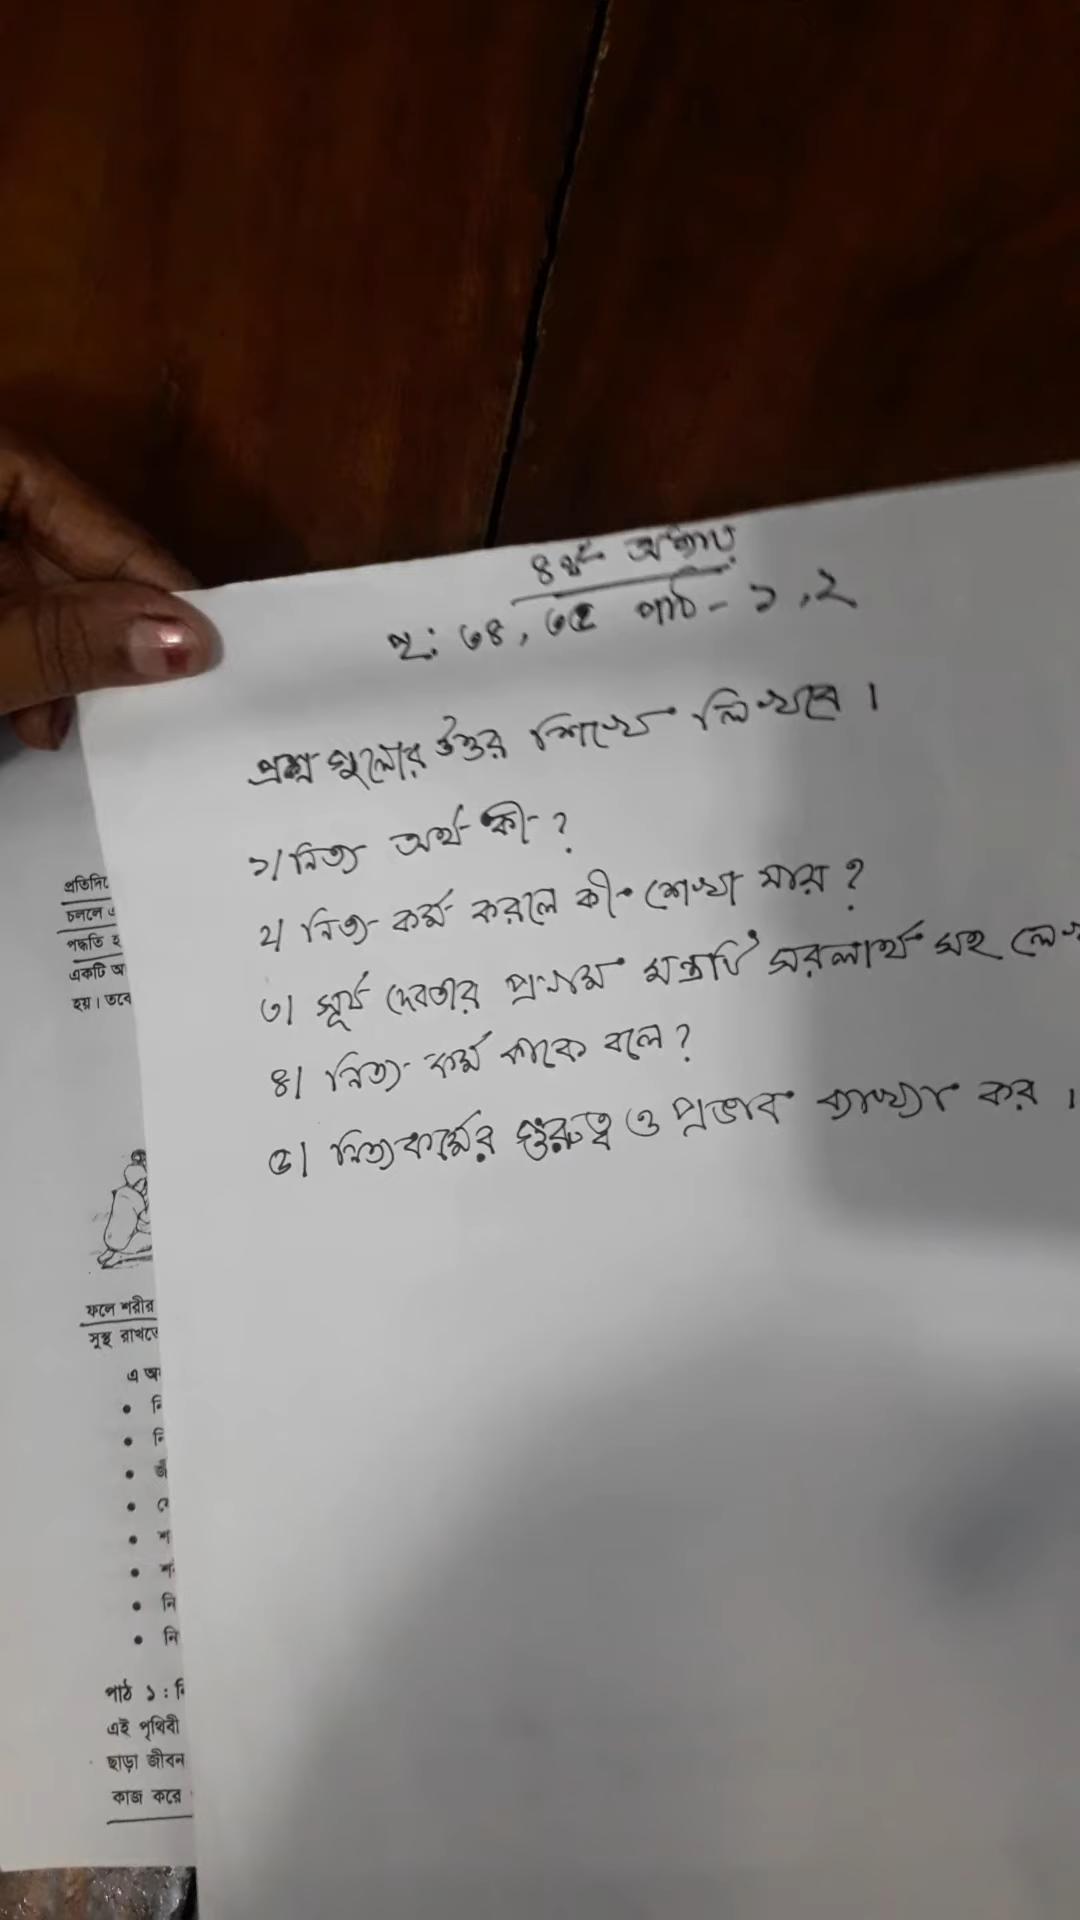 ৪র্থ অধ্যায়
পৃ: ৩৪, ৩৫ পাঠ - ১, ২
প্রশ্ন গুলোর উত্তর শিখে লিখবে।
১/ নিত্য অর্থ কী?
২/ নিত্য কর্ম করলে কী শেখা যায়?
৩/ সূর্য দেবতার প্রণাম মন্ত্রটি সরলার্থ সহ
৪/ নিত্য কর্ম কাকে বলে?
৫/ নিত্যকর্মের গুরুত্ব ও প্রভাব ব্যাখ্যা কর।
প্রতিদি
চললে এ
পদ্ধতি হ
একটি অ
হয়। তবে
ফলে শরীর
সুস্থ রাখতে
এ অ
• নি
• নি
•
•
• শ
• শ
• নি
• নি
পাঠ ১ : নি
এই পৃথিবী
ছাড়া জীবন
কাজ করে